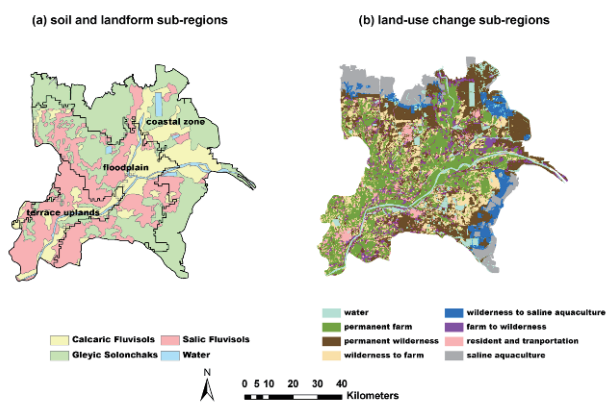 (a) soil and landform sub-regions
(b) land-use change sub-regions
coastal zone
floodplain
terrace uplands
Calcaric Fluvisols
Salic Fluvisols
Gleyic Solonchaks
Water
water
permanent farm
permanent wilderness
wilderness to farm
wilderness to saline aquaculture
farm to wilderness
resident and tranportation
saline aquaculture
N
0 5 10 20 30 40
Kilometers